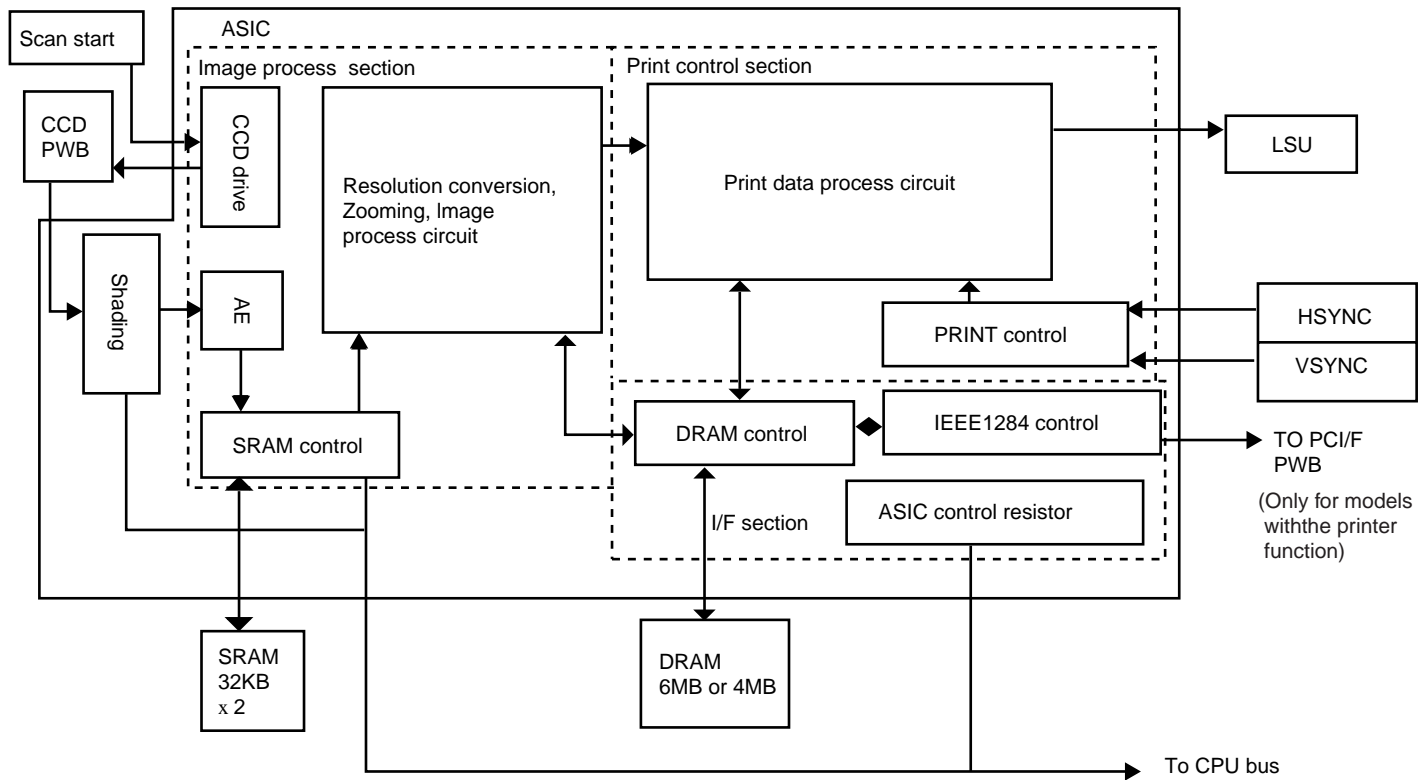 Scan start
ASIC
Image process section
Print control section
CCD
PWB
CCD drive
Resolution conversion,
Zooming, Image
process circuit
Print data process circuit
LSU
Shading
AE
PRINT control
HSYNC
VSYNC
SRAM control
DRAM control
IEEE1284 control
TO PCI/F
PWB
(Only for models
withthe printer
function)
I/F section
ASIC control resistor
SRAM
32KB
x 2
DRAM
6MB or 4MB
To CPU bus